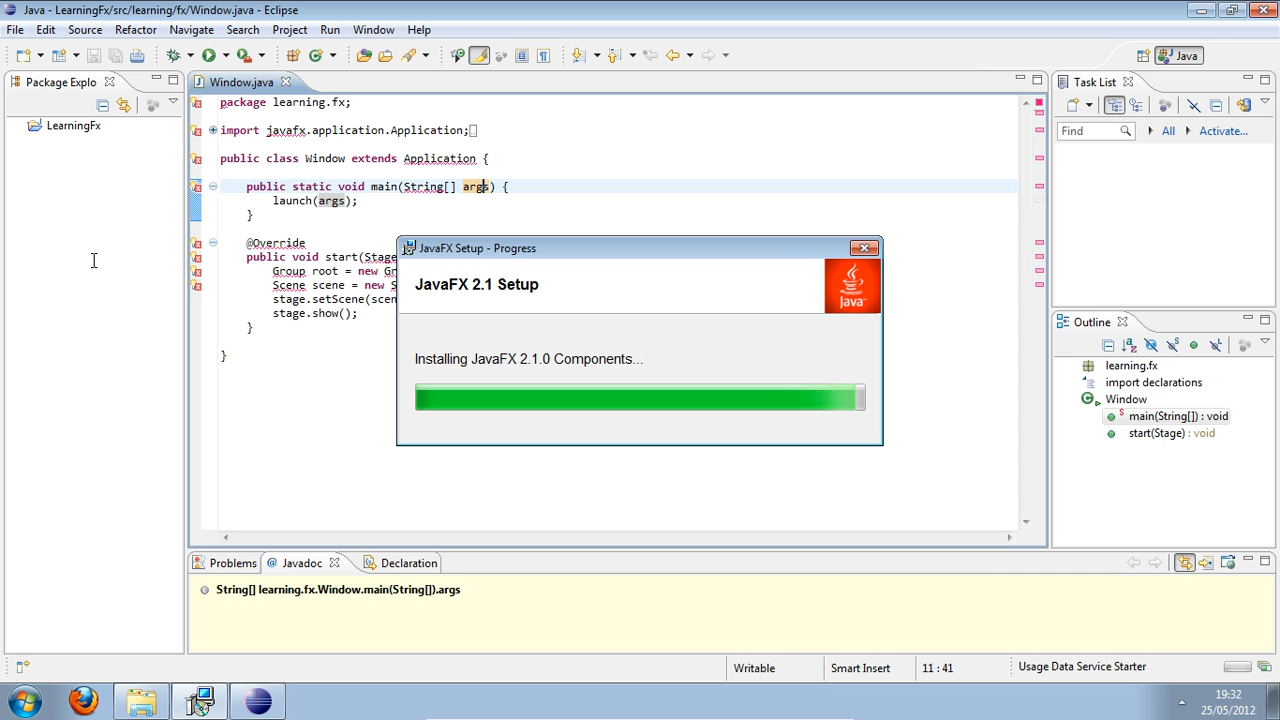 Java - LearningFx/src/learning/fx/Window.java - Eclipse
File Edit Source Refactor Navigate Search Project Run Window Help
Java
Package Explo
LearningFx
Window.java
package learning.fx;
import javafx.application.Application;
public class Window extends Application {
public static void main(String[] args) {
launch(args);
}
@Override
public void start(Stage
Group root = new Gr
Scene scene = new S
stage.setScene(scen
stage.show();
}
}
JavaFX Setup - Progress
JavaFX 2.1 Setup
Java
Installing JavaFX 2.1.0 Components...
Task List
Find All Activate...
Outline
learning.fx
import declarations
Window
main(String[]) : void
start(Stage) : void
Problems @ Javadoc Declaration
String[] learning.fx.Window.main(String[]).args
Writable Smart Insert 11 : 41 Usage Data Service Starter
19:32
25/05/2012